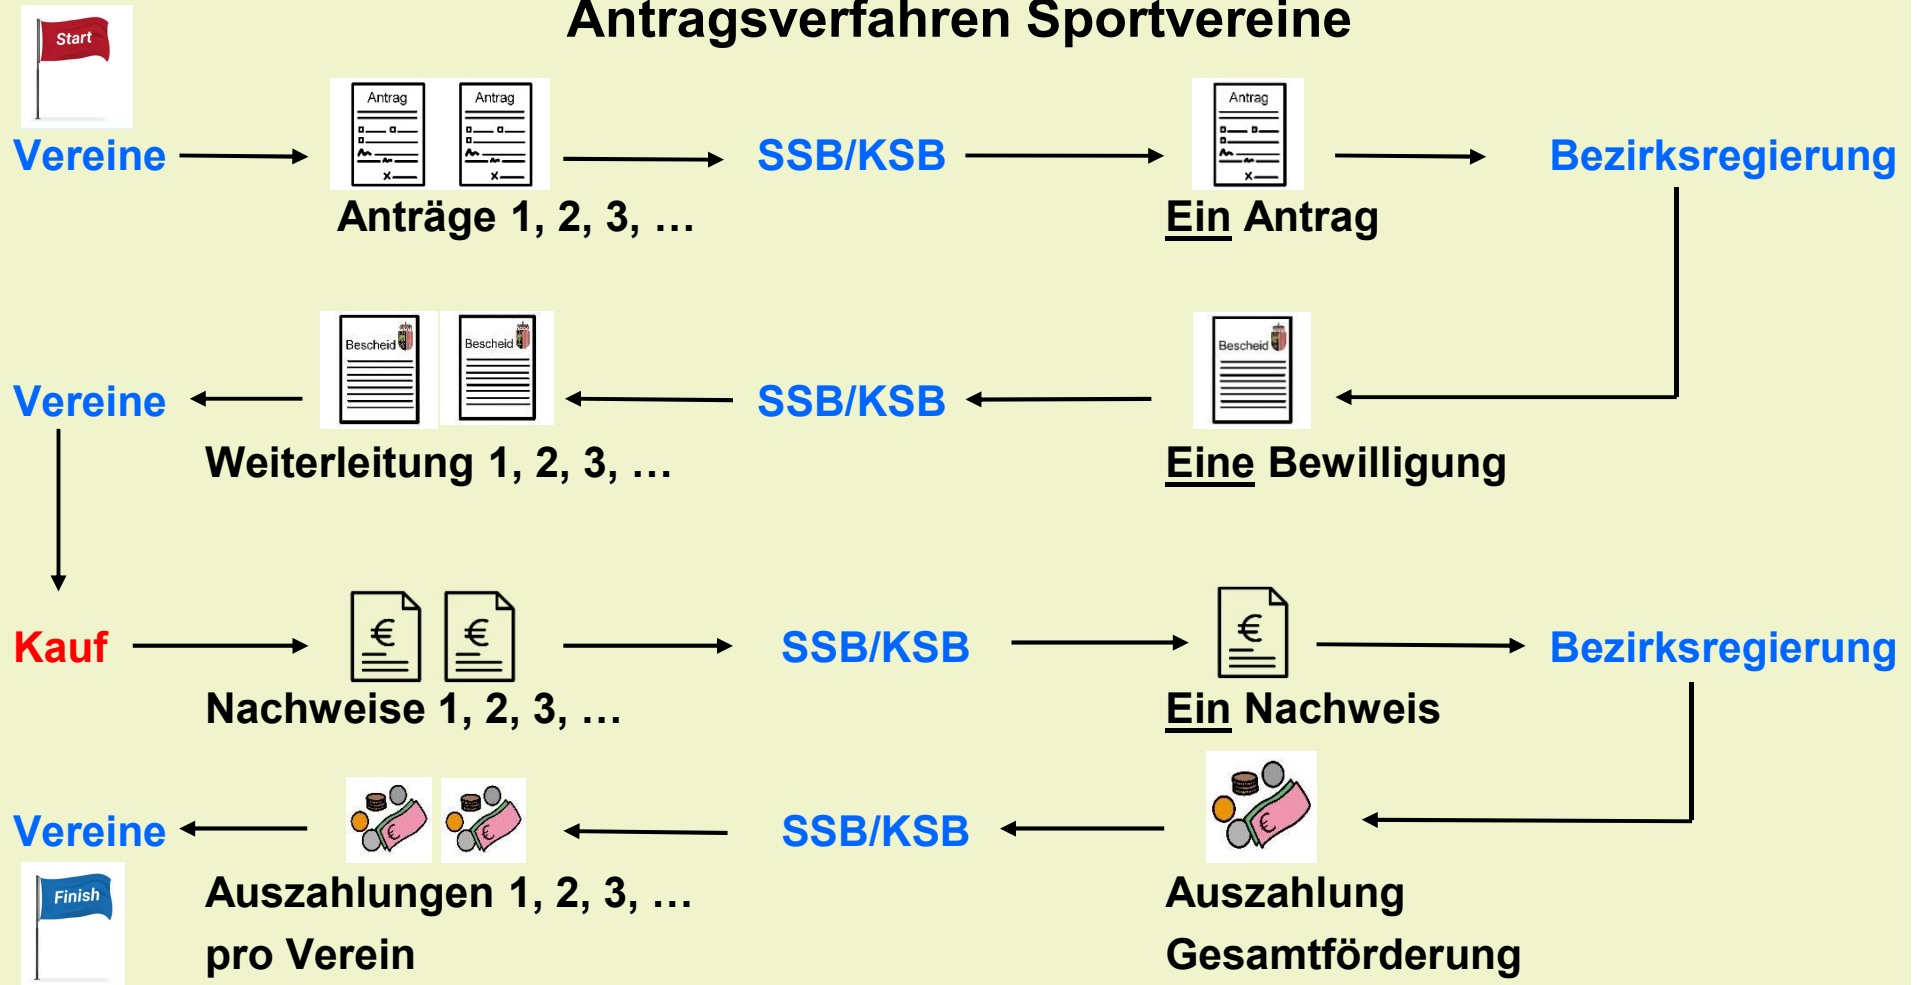 Antragsverfahren Sportvereine
Start
Antrag
Antrag
Antrag
Vereine
SSB/KSB
Bezirksregierung
Anträge 1, 2, 3, …
Ein Antrag
Bescheid
Bescheid
Bescheid
Vereine
SSB/KSB
Weiterleitung 1, 2, 3, …
Eine Bewilligung
€
€
€
Kauf
SSB/KSB
Bezirksregierung
Nachweise 1, 2, 3, …
Ein Nachweis
€
€
€
Vereine
SSB/KSB
Finish
Auszahlungen 1, 2, 3, …
pro Verein
Auszahlung
Gesamtförderung